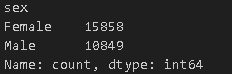 sex
Female    15858
Male      10849
Name: count, dtype: int64